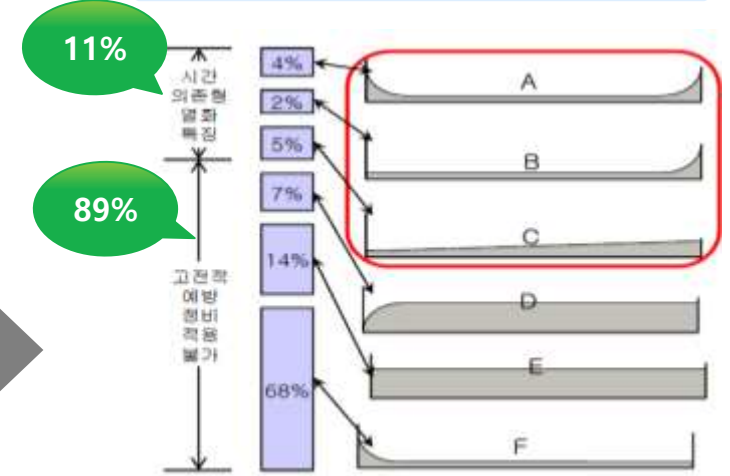 11%
시간
의존형
열화
특징
89%
고전적
예방
정비
적용
불가
4%
2%
5%
7%
14%
68%
A
B
C
D
E
F